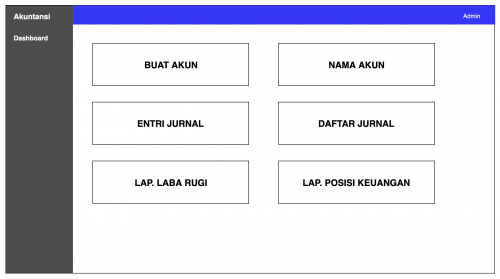 Akuntansi
Admin
Dashboard
BUAT AKUN
NAMA AKUN
ENTRI JURNAL
DAFTAR JURNAL
LAP. LABA RUGI
LAP. POSISI KEUANGAN